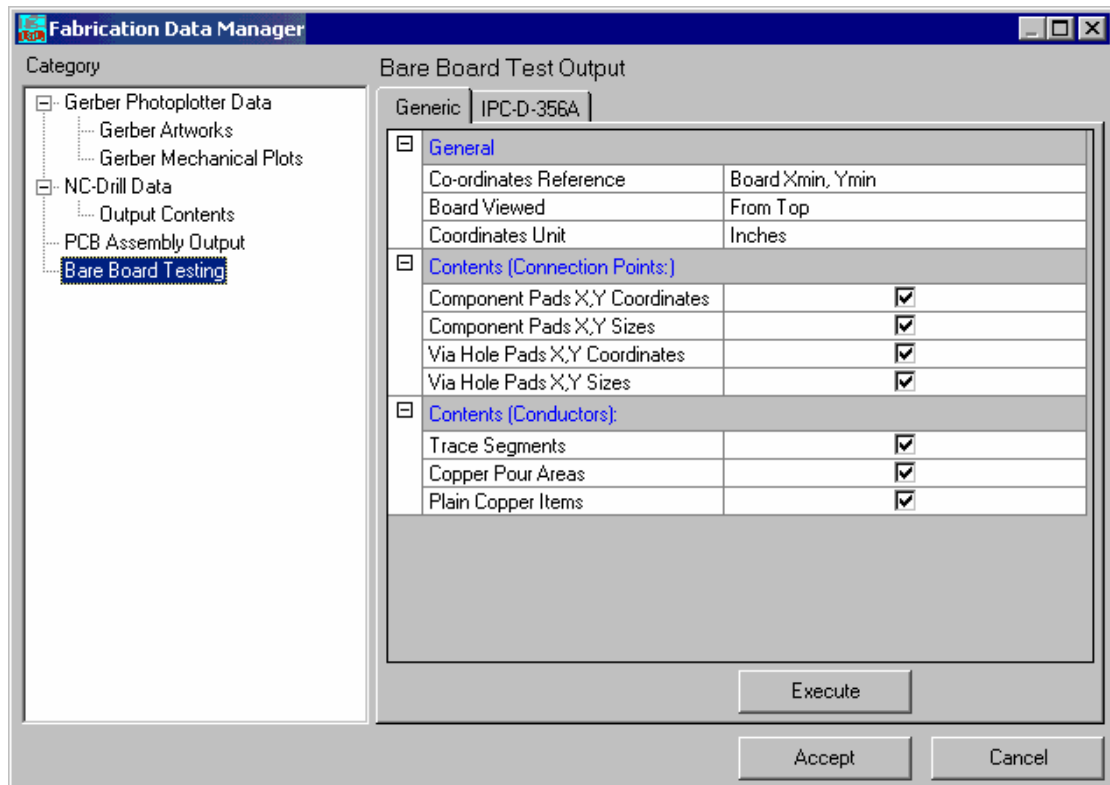 Fabrication Data Manager
Category
Gerber Photoplotter Data
Gerber Artworks
Gerber Mechanical Plots
NC-Drill Data
Output Contents
PCB Assembly Output
Bare Board Testing
Bare Board Test Output
Generic IPC-D-356A
General
Co-ordinates Reference Board Xmin, Ymin
Board Viewed From Top
Coordinates Unit Inches
Contents (Connection Points:)
Component Pads X,Y Coordinates
Component Pads X,Y Sizes
Via Hole Pads X,Y Coordinates
Via Hole Pads X,Y Sizes
Contents (Conductors):
Trace Segments
Copper Pour Areas
Plain Copper Items
Execute
Accept Cancel